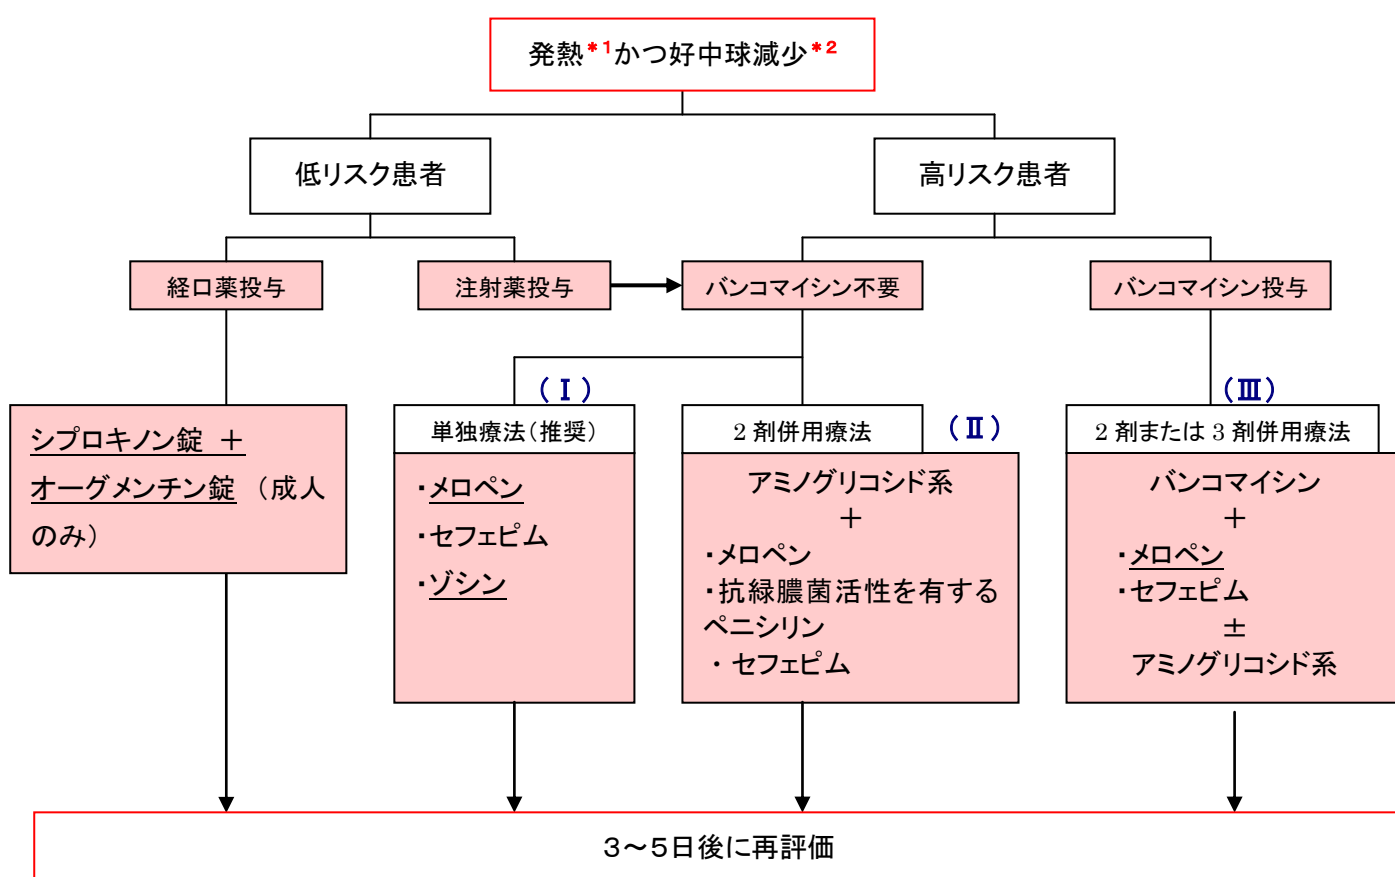 発熱*1かつ好中球減少*2
低リスク患者
高リスク患者
経口薬投与
注射薬投与
バンコマイシン不要
バンコマイシン投与
シプロキノン錠 ＋
オーグメンチン錠 （成人
のみ）
（Ⅰ）
単独療法（推奨）
・メロペン
・セフェピム
・ゾシン
（Ⅱ）
2 剤併用療法
アミノグリコシド系
＋
・メロペン
・抗緑膿菌活性を有する
ペニシリン
・ セフェピム
（Ⅲ）
2 剤または 3 剤併用療法
バンコマイシン
＋
・メロペン
・セフェピム
±
アミノグリコシド系
３～５日後に再評価